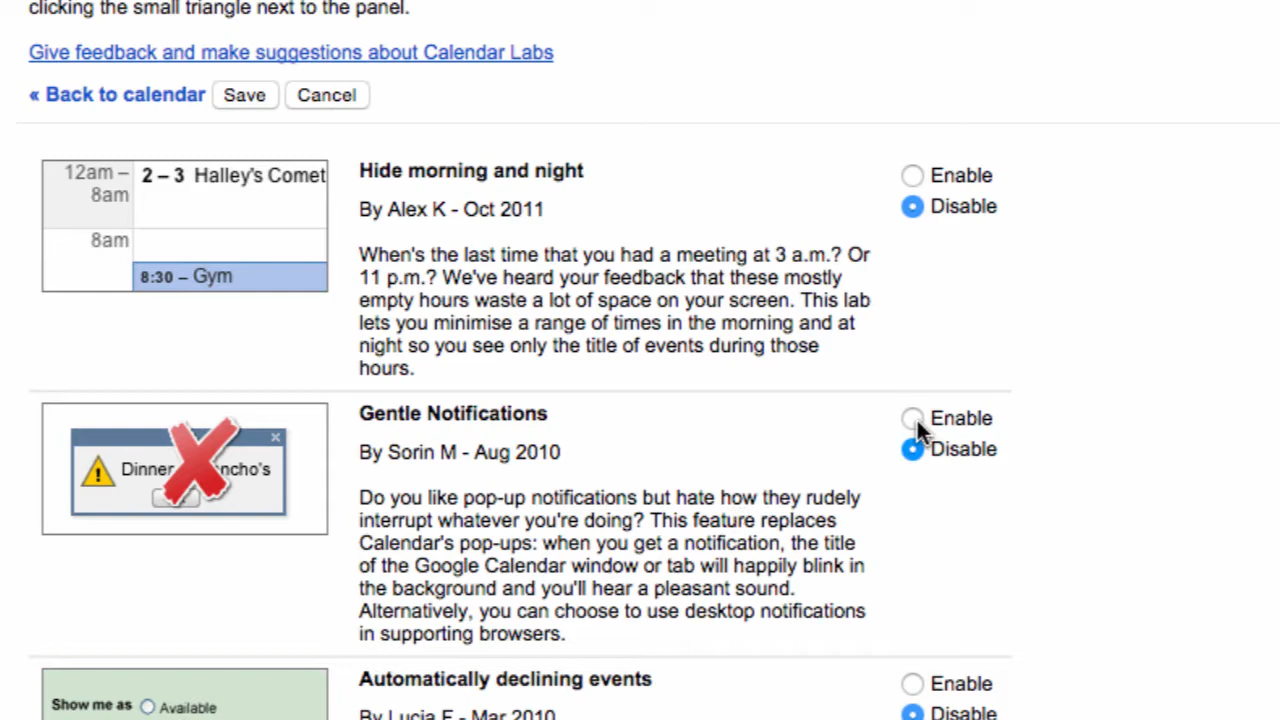 clicking the small triangle next to the panel.
Give feedback and make suggestions about Calendar Labs
« Back to calendar Save Cancel
12am –
8am
2 – 3 Halley's Comet
8am
8:30 – Gym
Hide morning and night
By Alex K - Oct 2011
When's the last time that you had a meeting at 3 a.m.? Or
11 p.m.? We've heard your feedback that these mostly
empty hours waste a lot of space on your screen. This lab
lets you minimise a range of times in the morning and at
night so you see only the title of events during those
hours.
Enable
Disable
Dinner ncho's
Gentle Notifications
By Sorin M - Aug 2010
Do you like pop-up notifications but hate how they rudely
interrupt whatever you're doing? This feature replaces
Calendar's pop-ups: when you get a notification, the title
of the Google Calendar window or tab will happily blink in
the background and you'll hear a pleasant sound.
Alternatively, you can choose to use desktop notifications
in supporting browsers.
Enable
Disable
Show me as Available
Automatically declining events
By Lucia F - Mar 2010
Enable
Disable